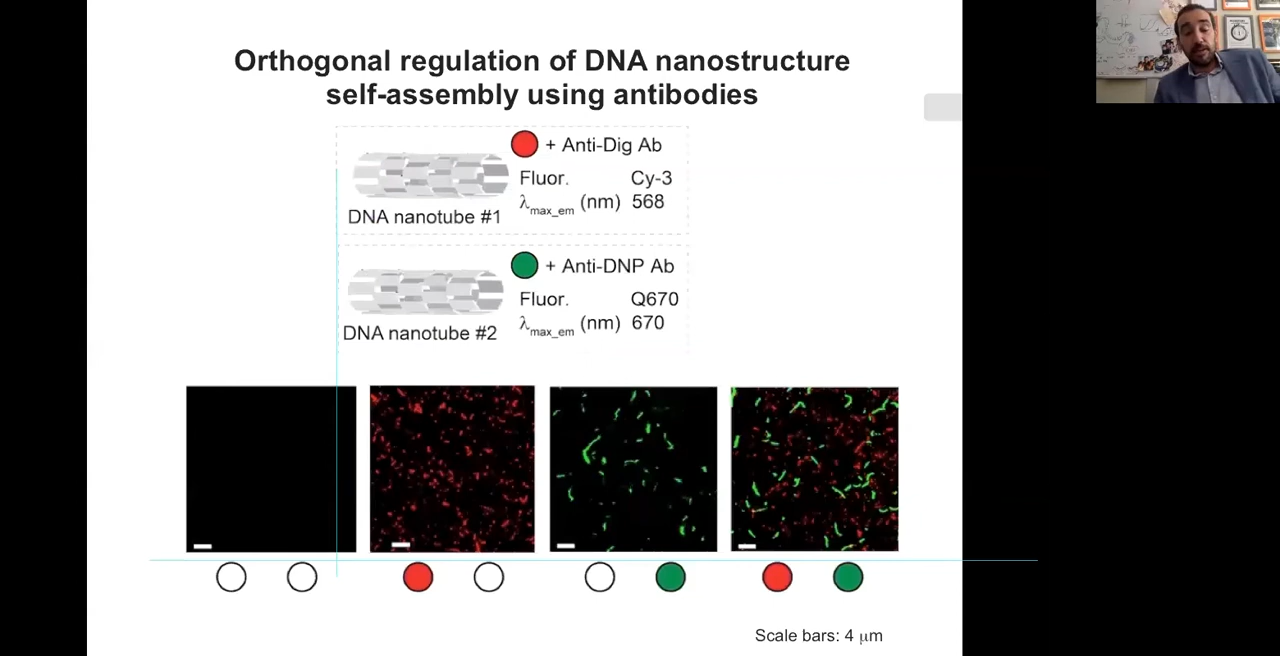 Orthogonal regulation of DNA nanostructure
self-assembly using antibodies
+ Anti-Dig Ab
Fluor. Cy-3
λmax_em (nm) 568
DNA nanotube #1
+ Anti-DNP Ab
Fluor. Q670
λmax_em (nm) 670
DNA nanotube #2
Scale bars: 4 μm